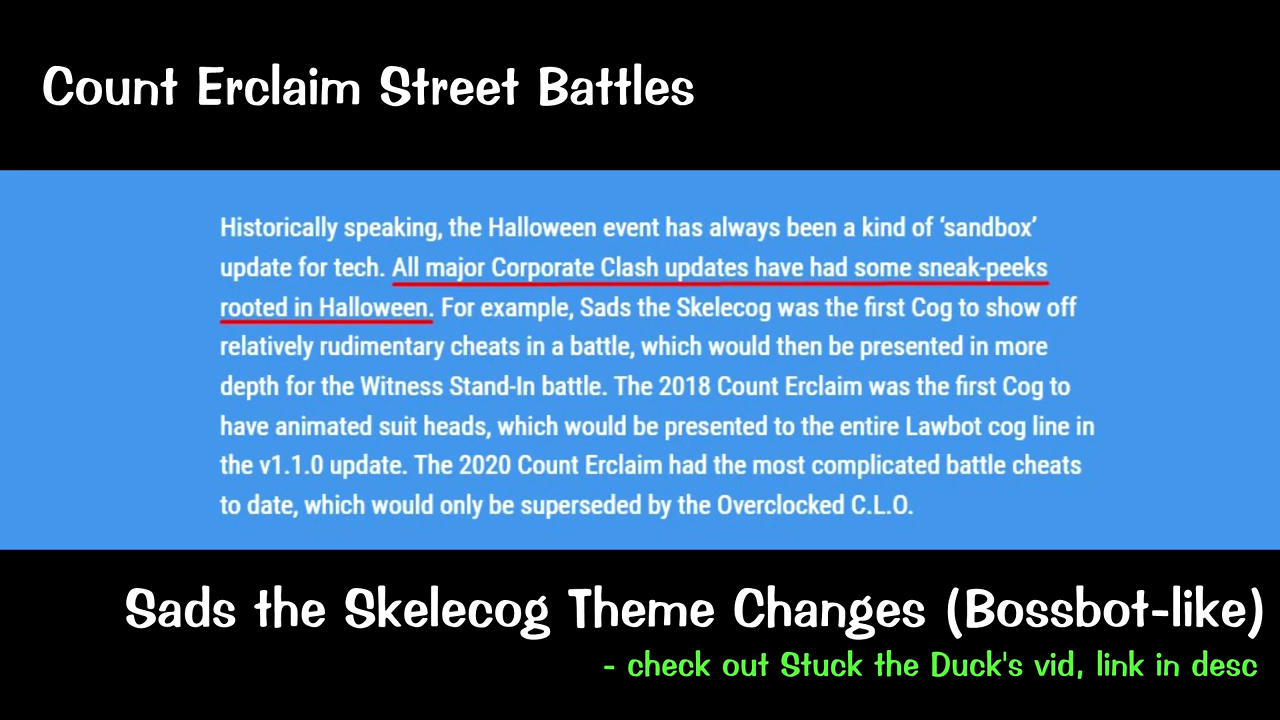 Count Erclaim Street Battles
Historically speaking, the Halloween event has always been a kind of ‘sandbox’
update for tech. All major Corporate Clash updates have had some sneak-peeks
rooted in Halloween. For example, Sads the Skelecog was the first Cog to show off
relatively rudimentary cheats in a battle, which would then be presented in more
depth for the Witness Stand-In battle. The 2018 Count Erclaim was the first Cog to
have animated suit heads, which would be presented to the entire Lawbot cog line in
the v1.1.0 update. The 2020 Count Erclaim had the most complicated battle cheats
to date, which would only be superseded by the Overclocked C.L.O.
Sads the Skelecog Theme Changes (Bossbot-like)
- check out Stuck the Duck's vid, link in desc